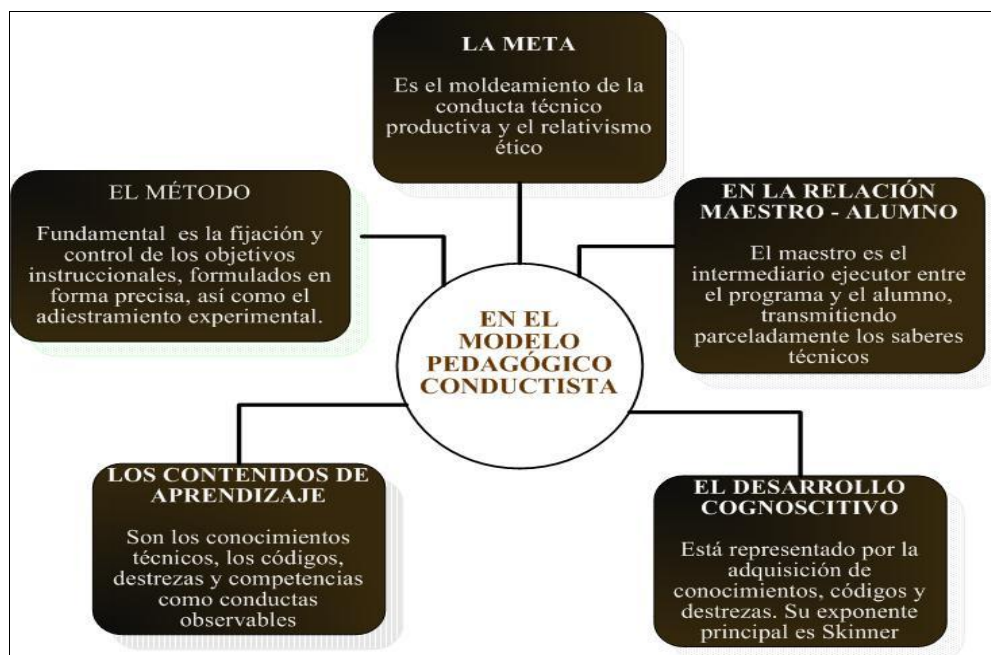 LA META
Es el moldeamiento de la
conducta técnico
productiva y el relativismo
ético
EL MÉTODO
Fundamental es la fijación y
control de los objetivos
instruccionales, formulados en
forma precisa, así como el
adiestramiento experimental.
EN LA RELACIÓN
MAESTRO - ALUMNO
El maestro es el
intermediario ejecutor entre
el programa y el alumno,
transmitiendo
parceladamente los saberes
técnicos
EN EL
MODELO
PEDAGÓGICO
CONDUCTISTA
LOS CONTENIDOS DE
APRENDIZAJE
Son los conocimientos
técnicos, los códigos,
destrezas y competencias
como conductas
observables
EL DESARROLLO
COGNOSCITIVO
Está representado por la
adquisición de
conocimientos, códigos y
destrezas. Su exponente
principal es Skinner